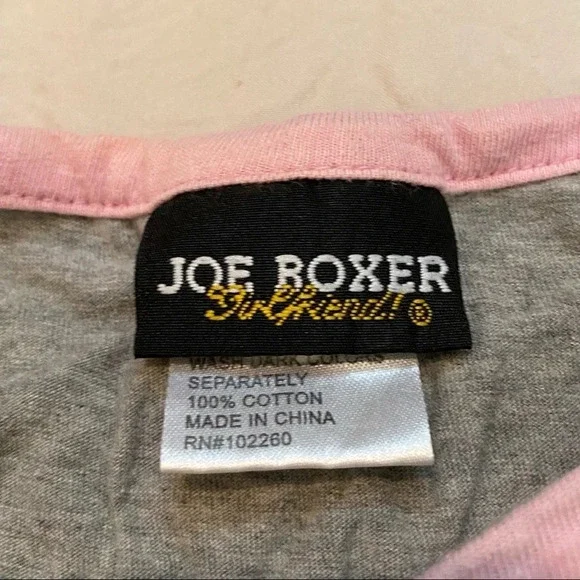 JOE BOXER
Girlfriend! ®
WASH DARK COLORS
SEPARATELY
100% COTTON
MADE IN CHINA
RN#102260